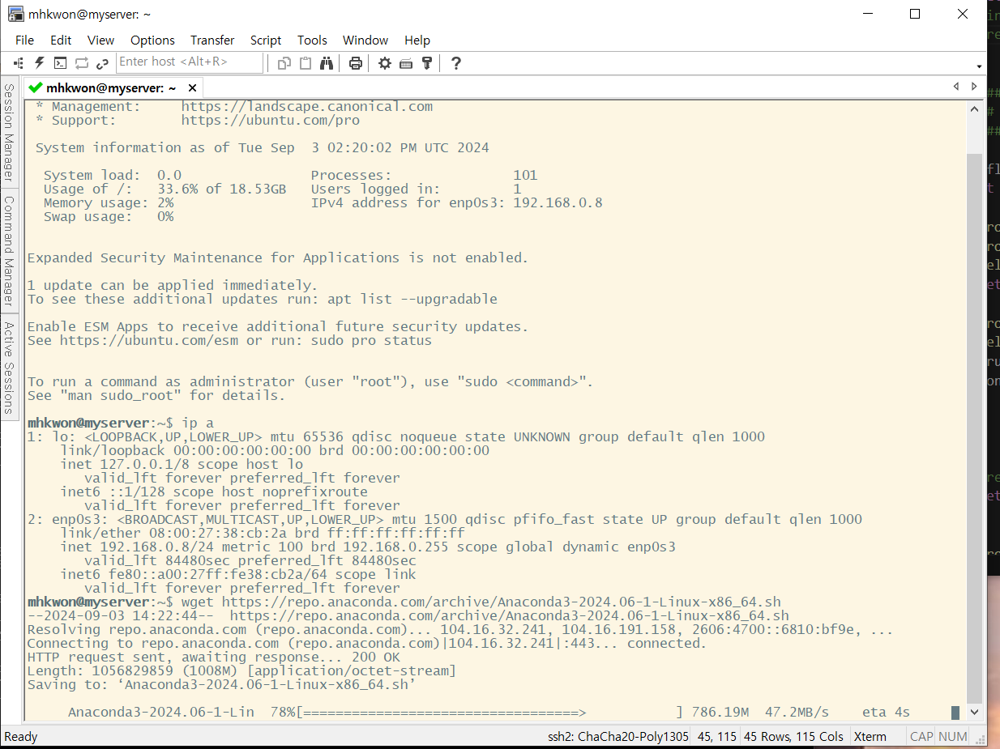 mhkwon@myserver: ~
File Edit View Options Transfer Script Tools Window Help
Enter host <Alt+R>
mhkwon@myserver: ~
Session Manager
Command Manager
Active Sessions
 * Management:     https://landscape.canonical.com
 * Support:        https://ubuntu.com/pro
 System information as of Tue Sep  3 02:20:02 PM UTC 2024
  System load:  0.0                Processes:               101
  Usage of /:   33.6% of 18.53GB   Users logged in:         1
  Memory usage: 2%                 IPv4 address for enp0s3: 192.168.0.8
  Swap usage:   0%
Expanded Security Maintenance for Applications is not enabled.
1 update can be applied immediately.
To see these additional updates run: apt list --upgradable
Enable ESM Apps to receive additional future security updates.
See https://ubuntu.com/esm or run: sudo pro status
To run a command as administrator (user "root"), use "sudo <command>".
See "man sudo_root" for details.
mhkwon@myserver:~$ ip a
1: lo: <LOOPBACK,UP,LOWER_UP> mtu 65536 qdisc noqueue state UNKNOWN group default qlen 1000
    link/loopback 00:00:00:00:00:00 brd 00:00:00:00:00:00
    inet 127.0.0.1/8 scope host lo
       valid_lft forever preferred_lft forever
    inet6 ::1/128 scope host noprefixroute
       valid_lft forever preferred_lft forever
2: enp0s3: <BROADCAST,MULTICAST,UP,LOWER_UP> mtu 1500 qdisc pfifo_fast state UP group default qlen 1000
    link/ether 08:00:27:38:cb:2a brd ff:ff:ff:ff:ff:ff
    inet 192.168.0.8/24 metric 100 brd 192.168.0.255 scope global dynamic enp0s3
       valid_lft 84480sec preferred_lft 84480sec
    inet6 fe80::a00:27ff:fe38:cb2a/64 scope link
       valid_lft forever preferred_lft forever
mhkwon@myserver:~$ wget https://repo.anaconda.com/archive/Anaconda3-2024.06-1-Linux-x86_64.sh
--2024-09-03 14:22:44--  https://repo.anaconda.com/archive/Anaconda3-2024.06-1-Linux-x86_64.sh
Resolving repo.anaconda.com (repo.anaconda.com)... 104.16.32.241, 104.16.191.158, 2606:4700::6810:bf9e, ...
Connecting to repo.anaconda.com (repo.anaconda.com)|104.16.32.241|:443... connected.
HTTP request sent, awaiting response... 200 OK
Length: 1056829859 (1008M) [application/octet-stream]
Saving to: ‘Anaconda3-2024.06-1-Linux-x86_64.sh’
     Anaconda3-2024.06-1-Lin  78%[==================================>           ] 786.19M  47.2MB/s    eta 4s
Ready ssh2: ChaCha20-Poly1305 45, 115 45 Rows, 115 Cols Xterm CAP NUM